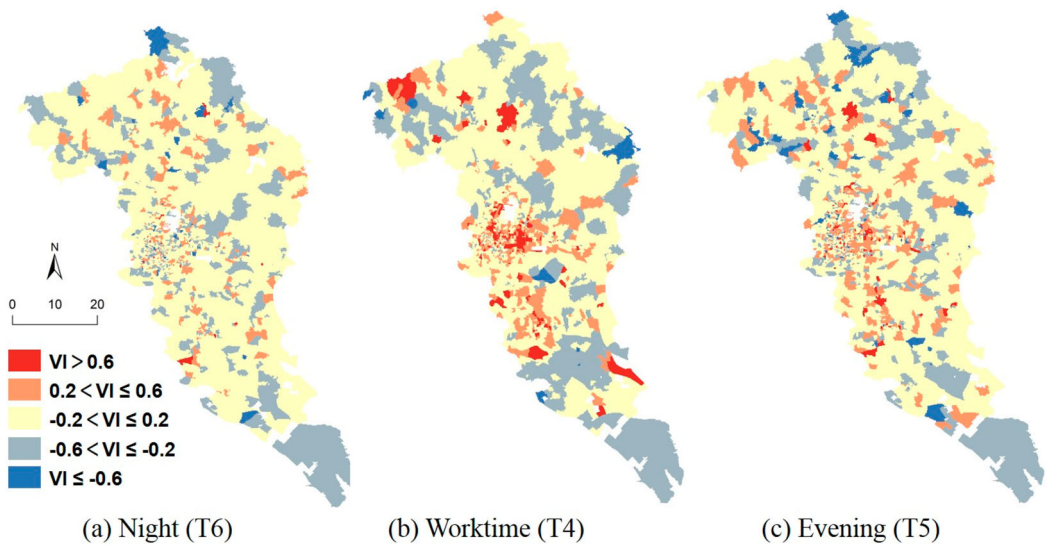 N
0 10 20
VI > 0.6
0.2 < VI ≤ 0.6
-0.2 < VI ≤ 0.2
-0.6 < VI ≤ -0.2
VI ≤ -0.6
(a) Night (T6)
(b) Worktime (T4)
(c) Evening (T5)